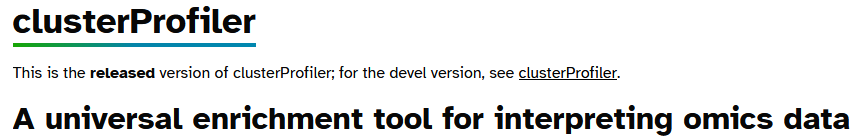 clusterProfiler
This is the released version of clusterProfiler; for the devel version, see clusterProfiler.
A universal enrichment tool for interpreting omics data